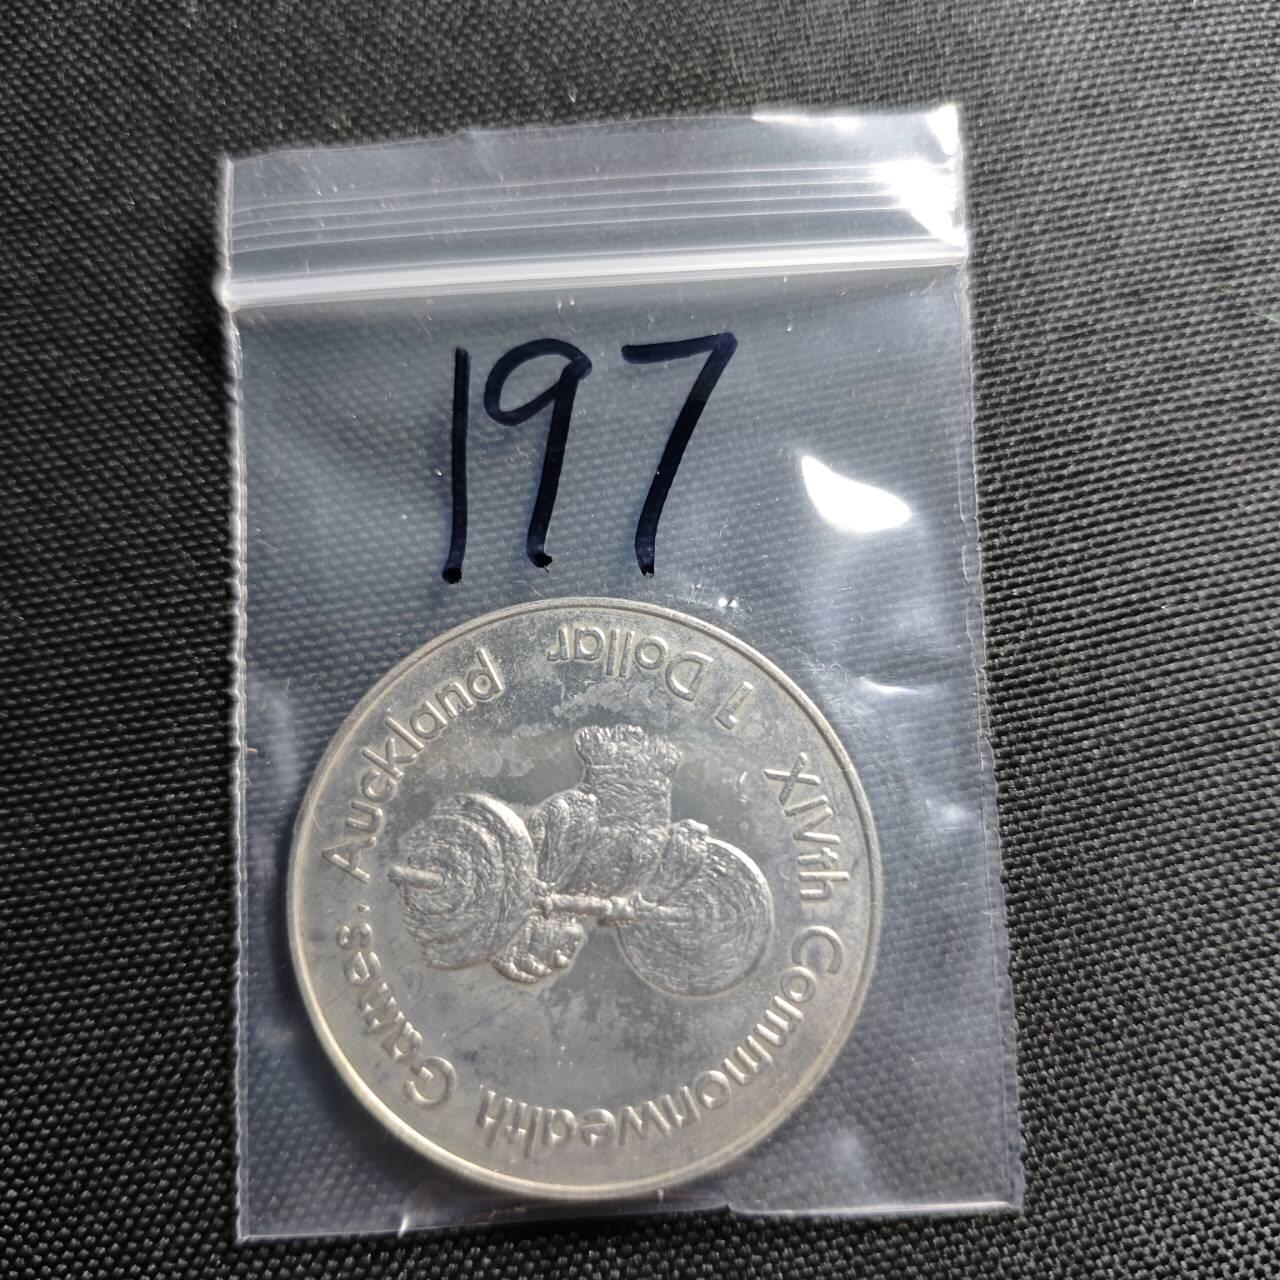 197
XIVth Commonwealth Games. Auckland
1 Dollar